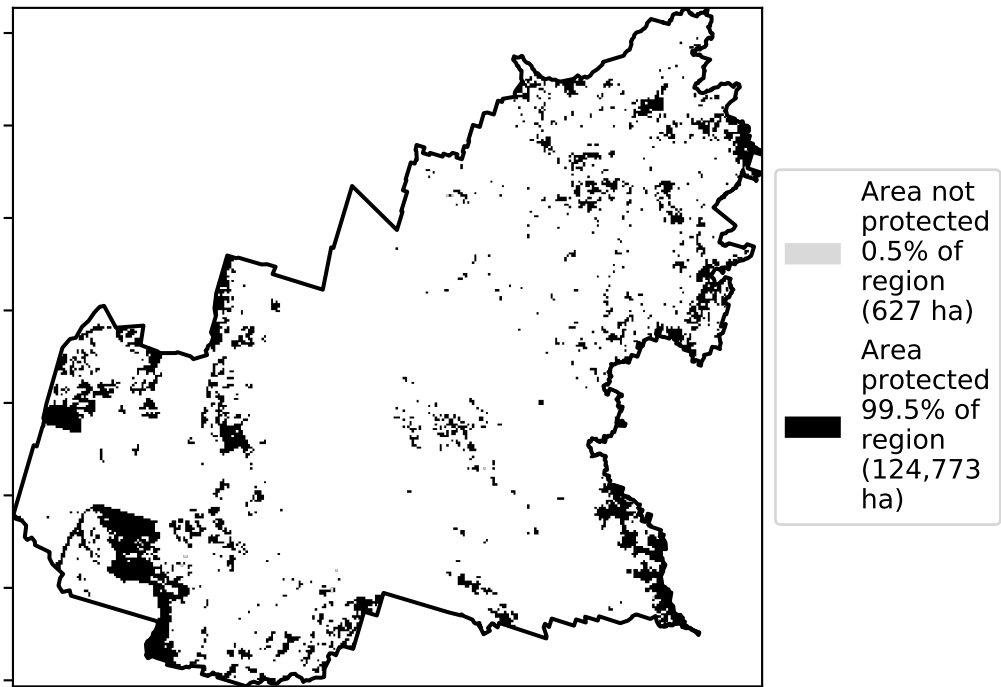 Area not
protected
0.5% of
region
(627 ha)
Area
protected
99.5% of
region
(124,773
ha)